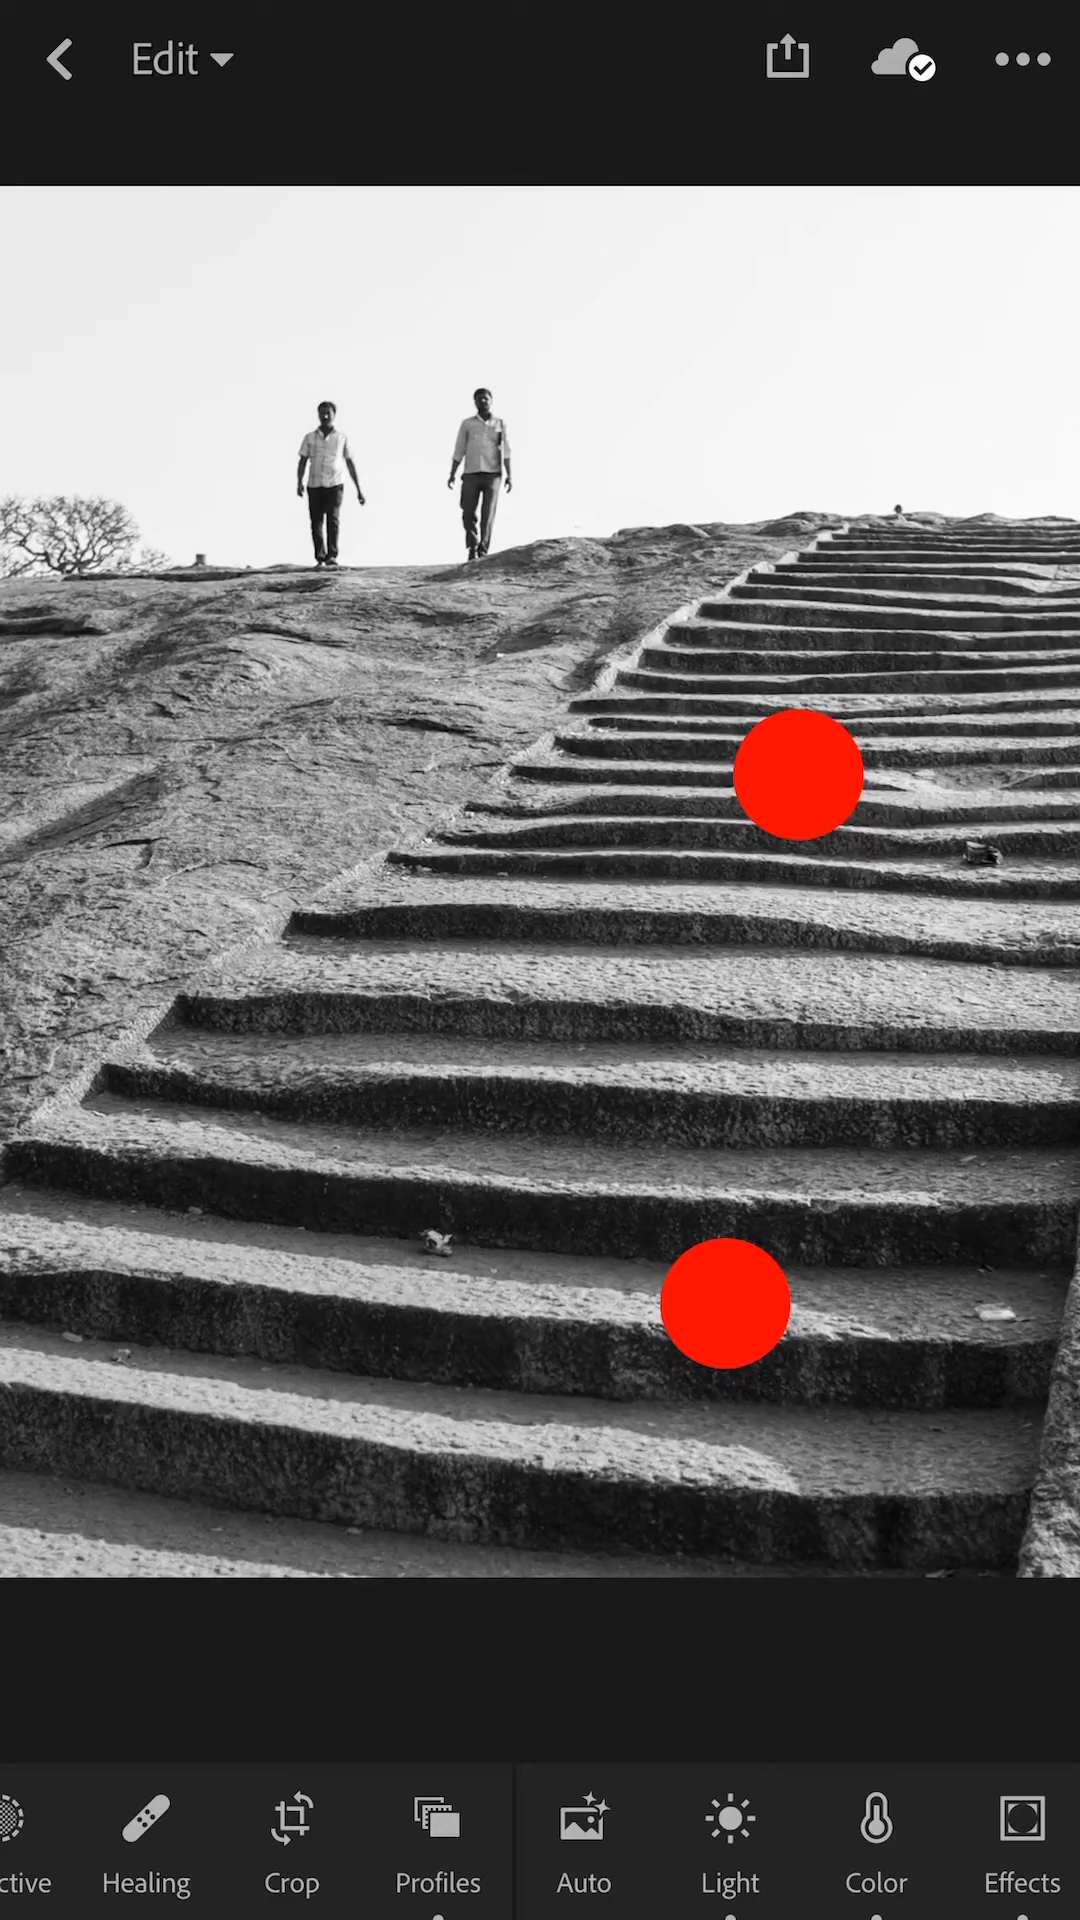 Edit
ctive
Healing
Crop
Profiles
Auto
Light
Color
Effects